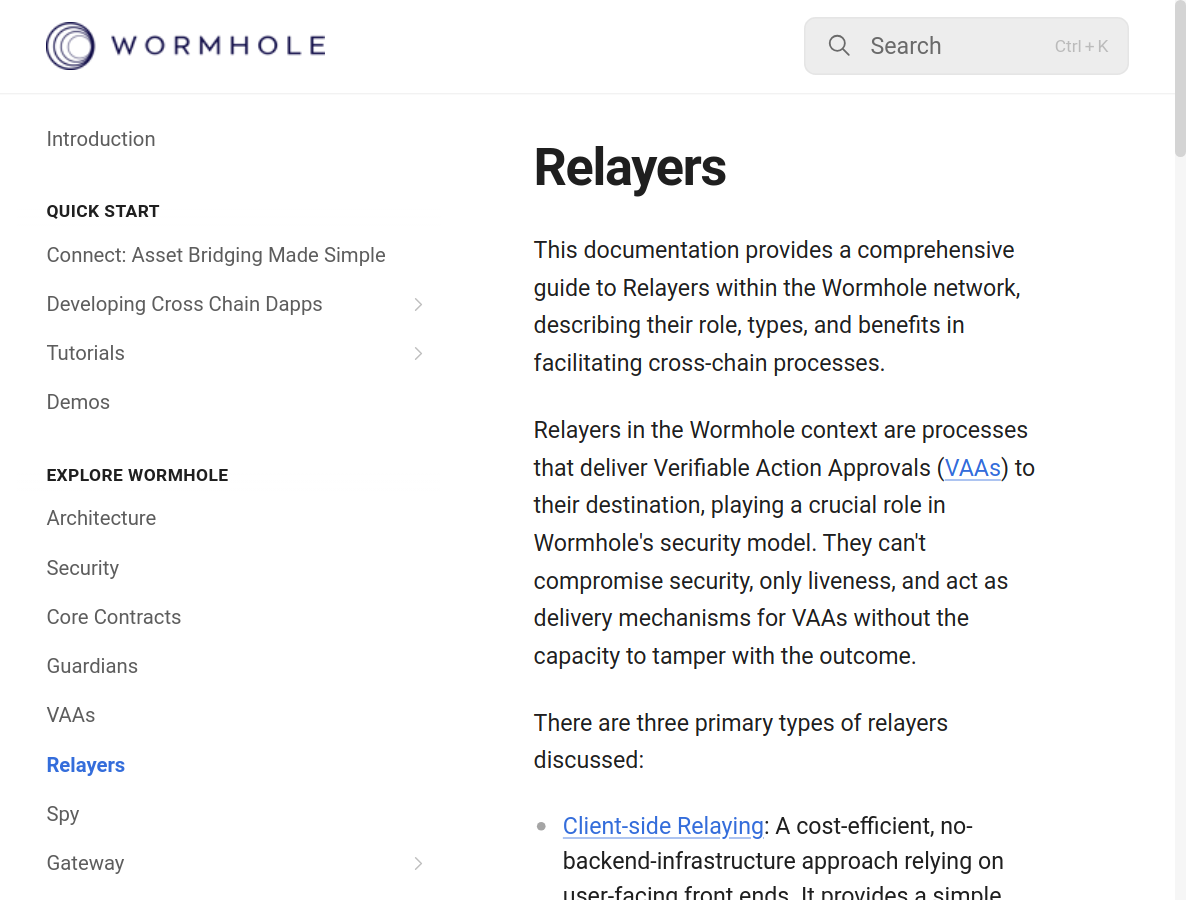 WORMHOLE
Search
Ctrl + K
Introduction
QUICK START
Connect: Asset Bridging Made Simple
Developing Cross Chain Dapps
Tutorials
Demos
EXPLORE WORMHOLE
Architecture
Security
Core Contracts
Guardians
VAAs
Relayers
Spy
Gateway
Relayers
This documentation provides a comprehensive
guide to Relayers within the Wormhole network,
describing their role, types, and benefits in
facilitating cross-chain processes.
Relayers in the Wormhole context are processes
that deliver Verifiable Action Approvals (VAAs) to
their destination, playing a crucial role in
Wormhole's security model. They can't
compromise security, only liveness, and act as
delivery mechanisms for VAAs without the
capacity to tamper with the outcome.
There are three primary types of relayers
discussed:
Client-side Relaying: A cost-efficient, no-
backend-infrastructure approach relying on
user-facing front ends. It provides a simple